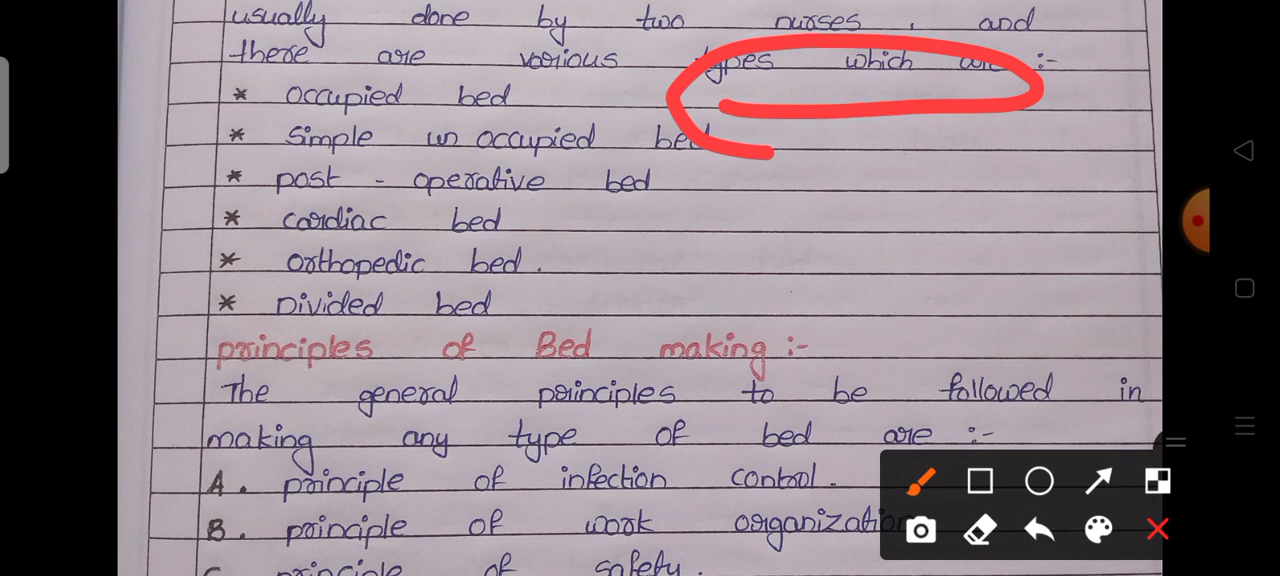 usually done by two nurses, and
there are various types which are :-
* occupied bed
* simple un occupied bed
* post - operative bed
* cardiac bed
* orthopedic bed.
* Divided bed
principles of Bed making :-
The general principles to be followed in
making any type of bed are :-
A. principle of infection control.
B. principle of work organization
C. principle of safety.